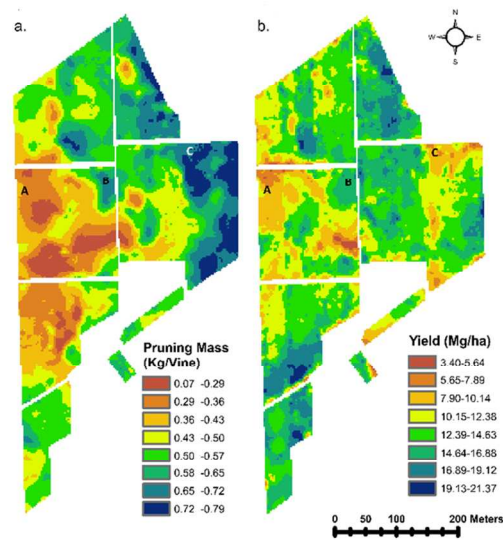 a.
b.
N
W E
S
A
B
C
A
B
C
Pruning Mass
(Kg/Vine)
0.07 -0.29
0.29 -0.36
0.36 -0.43
0.43 -0.50
0.50 -0.57
0.58 -0.65
0.65 -0.72
0.72 -0.79
Yield (Mg/ha)
3.40-5.64
5.65-7.89
7.90-10.14
10.15-12.38
12.39-14.63
14.64-16.88
16.89-19.12
19.13-21.37
0 50 100 200
Meters